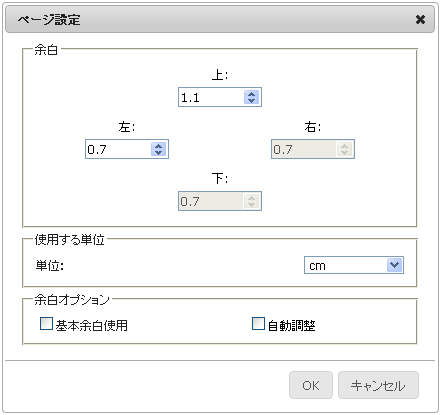 ページ設定
余白
上:
1.1
左:
右:
0.7
0.7
下:
0.7
使用する単位
単位:
cm
余白オプション
基本余白使用
自動調整
OK
キャンセル